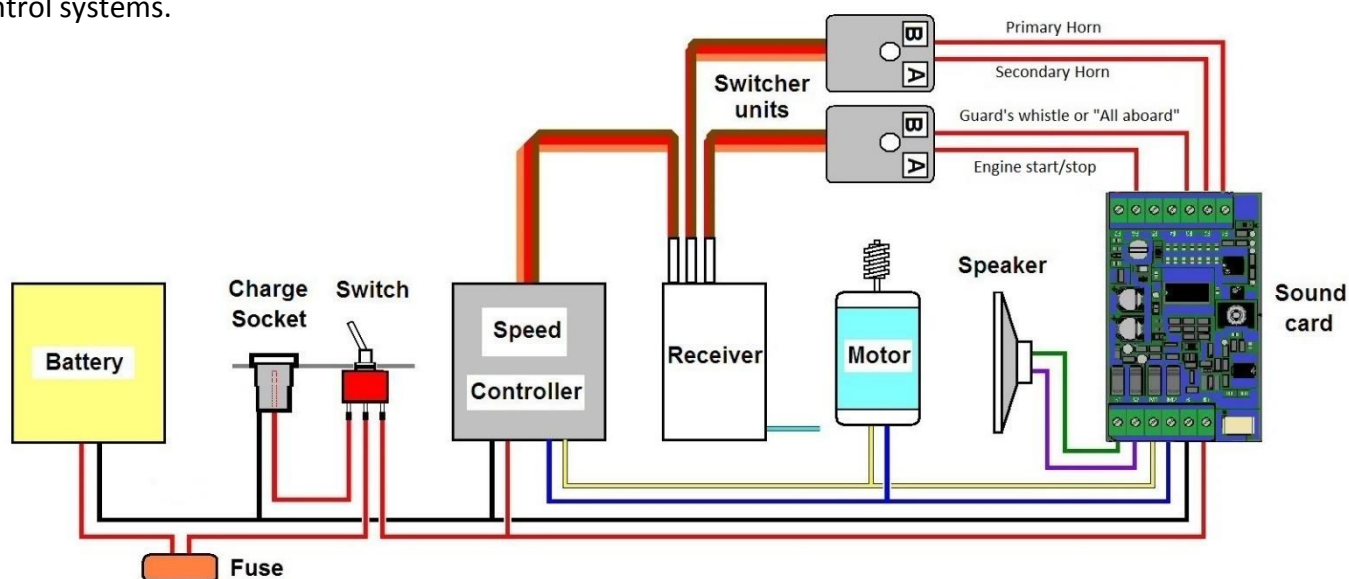 ntrol systems.
Primary Horn
Secondary Horn
Switcher
units
Guard's whistle or "All aboard"
Engine start/stop
B
A
B
A
Charge
Socket
Switch
Speaker
Sound
card
Battery
Speed
Controller
Receiver
Motor
Fuse